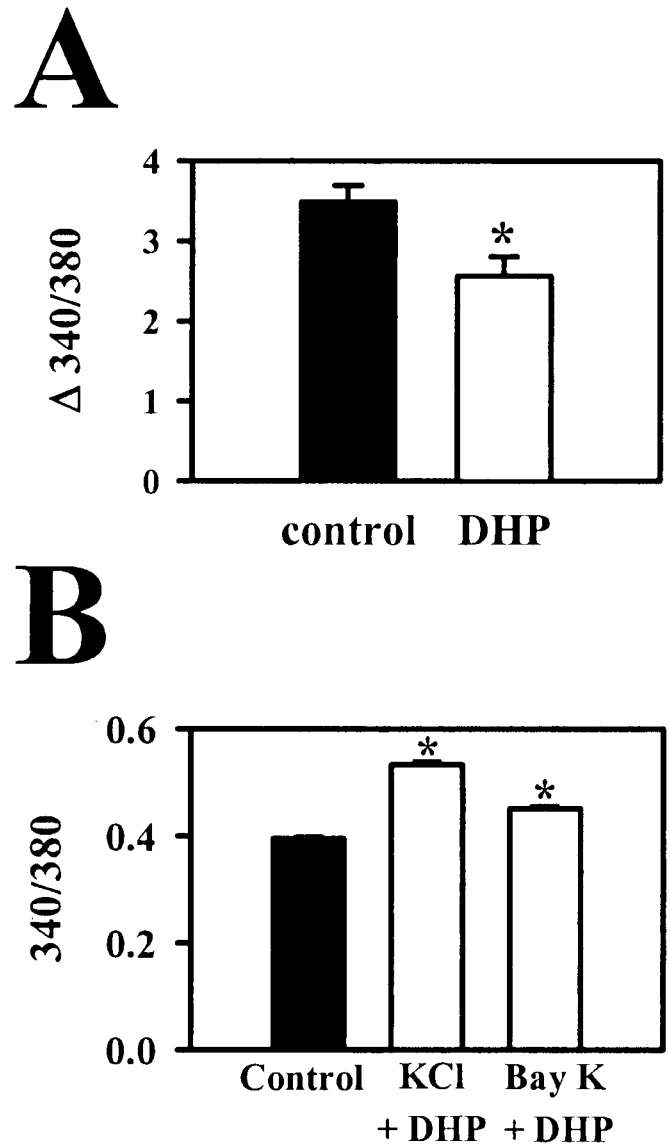 A
4
3
2
1
0
Δ 340/380
*
control DHP
B
0.6
0.4
0.2
0.0
340/380
* *
Control KCl Bay K
+ DHP + DHP